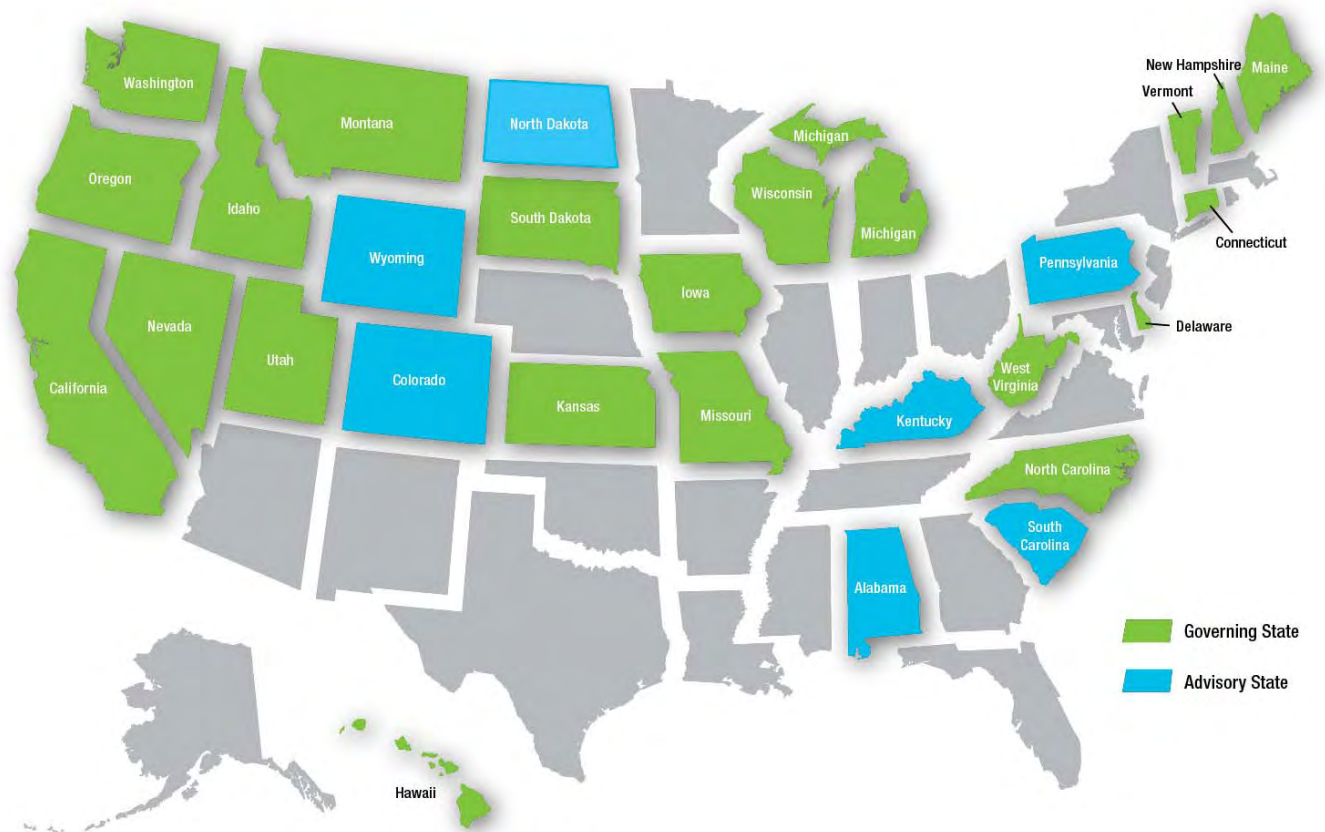 New Hampshire
Maine
Vermont
Washington
Montana
North Dakota
Michigan
Oregon
Idaho
South Dakota
Wisconsin
Michigan
Connecticut
Wyoming
Pennsylvania
Iowa
Nevada
Delaware
Utah
California
Colorado
Kansas
Missouri
West
Virginia
Kentucky
North Carolina
South
Carolina
Alabama
Governing State
Advisory State
Hawaii